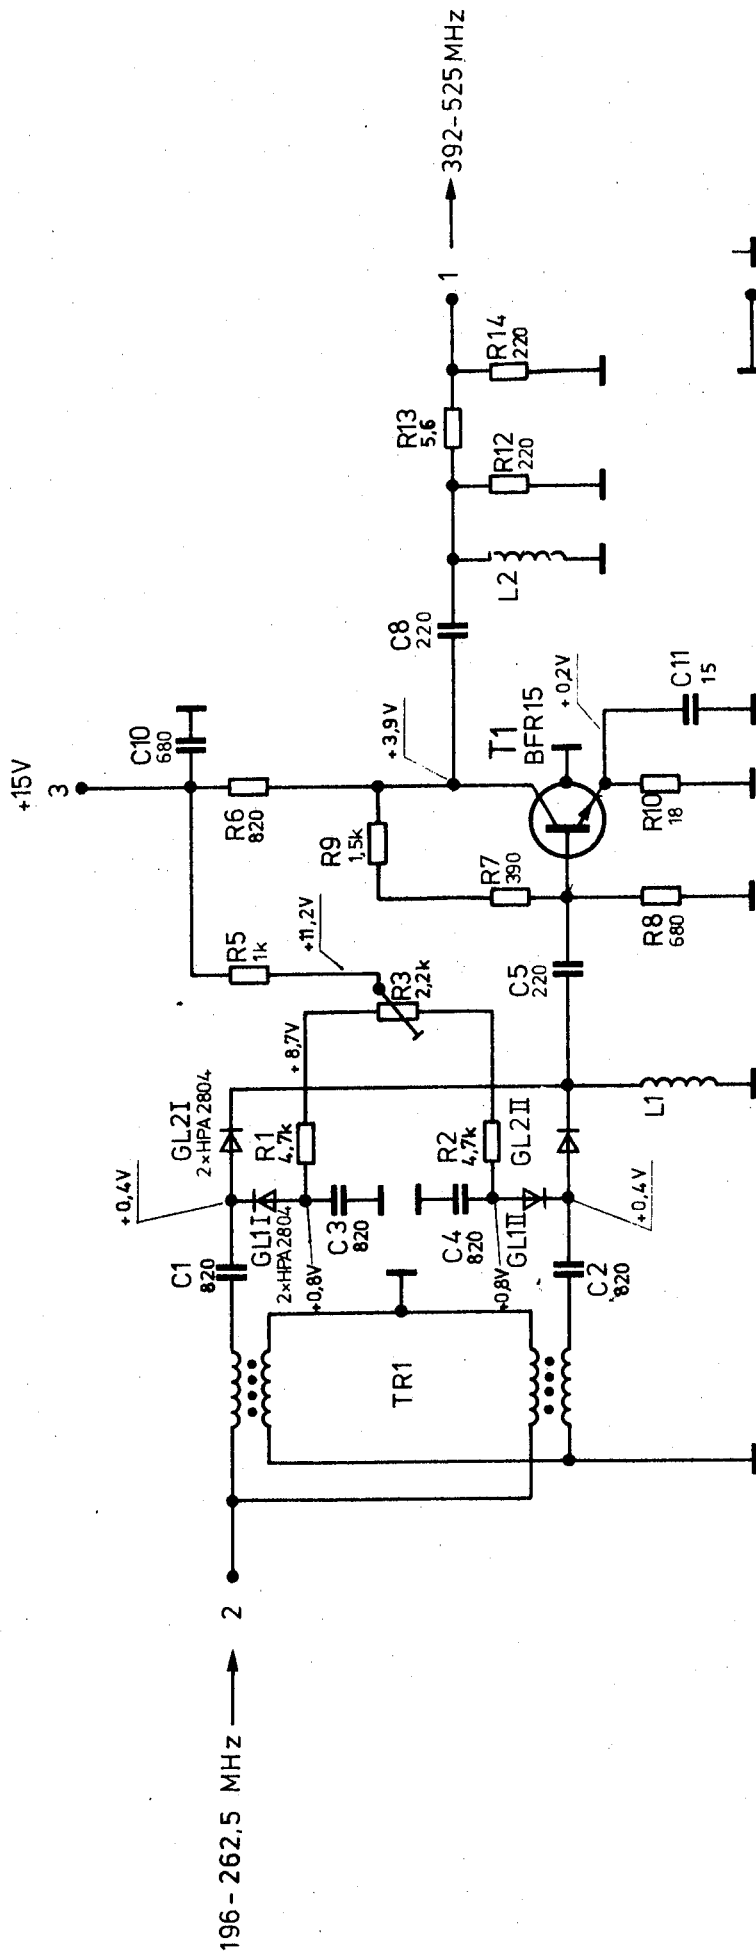 196-262,5 MHz
2
TR1
C1
820
+0,4V
GL2I
2×HPA2804
GL1I
2×HPA2804
+0,8V
R1
4,7k
C3
820
C4
820
R2
4,7k
+0,8V
GL1II
GL2II
C2
820
+0,4V
+8,7V
R3
2,2k
+11,2V
R5
1k
+15V
3
C10
680
R6
820
R9
1,5k
R7
390
C5
220
L1
R8
680
T1
BFR15
+3,9V
+0,2V
R10
18
C11
15
C8
220
L2
R12
220
R13
5,6
R14
220
1
392-525MHz